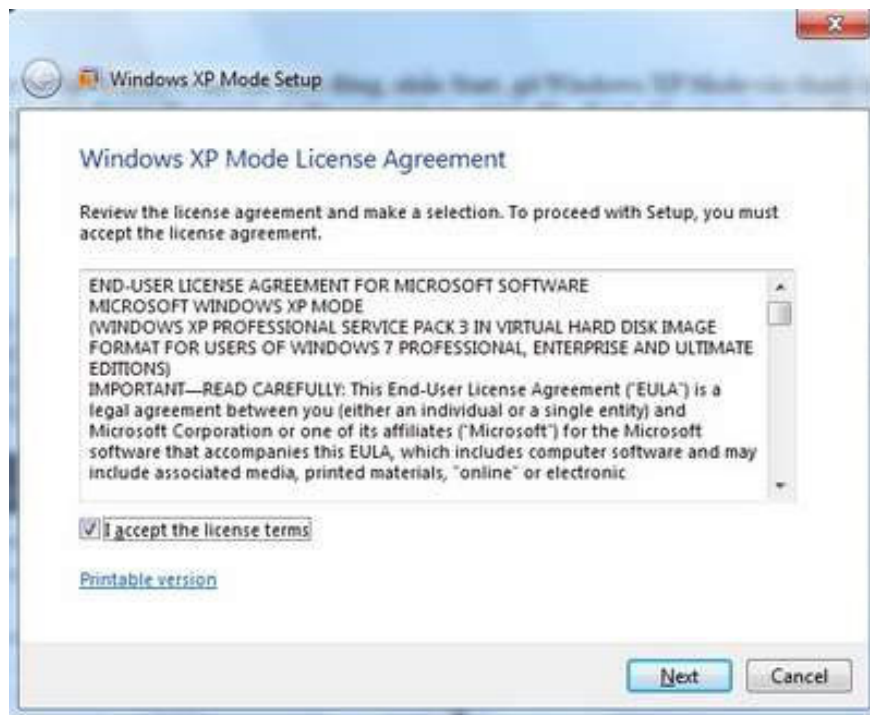 Windows XP Mode Setup
Windows XP Mode License Agreement
Review the license agreement and make a selection. To proceed with Setup, you must
accept the license agreement.
END-USER LICENSE AGREEMENT FOR MICROSOFT SOFTWARE
MICROSOFT WINDOWS XP MODE
(WINDOWS XP PROFESSIONAL SERVICE PACK 3 IN VIRTUAL HARD DISK IMAGE
FORMAT FOR USERS OF WINDOWS 7 PROFESSIONAL, ENTERPRISE AND ULTIMATE
EDITIONS)
IMPORTANT—READ CAREFULLY: This End-User License Agreement ("EULA") is a
legal agreement between you (either an individual or a single entity) and
Microsoft Corporation or one of its affiliates ("Microsoft") for the Microsoft
software that accompanies this EULA, which includes computer software and may
include associated media, printed materials, "online" or electronic
I accept the license terms
Printable version
Next
Cancel